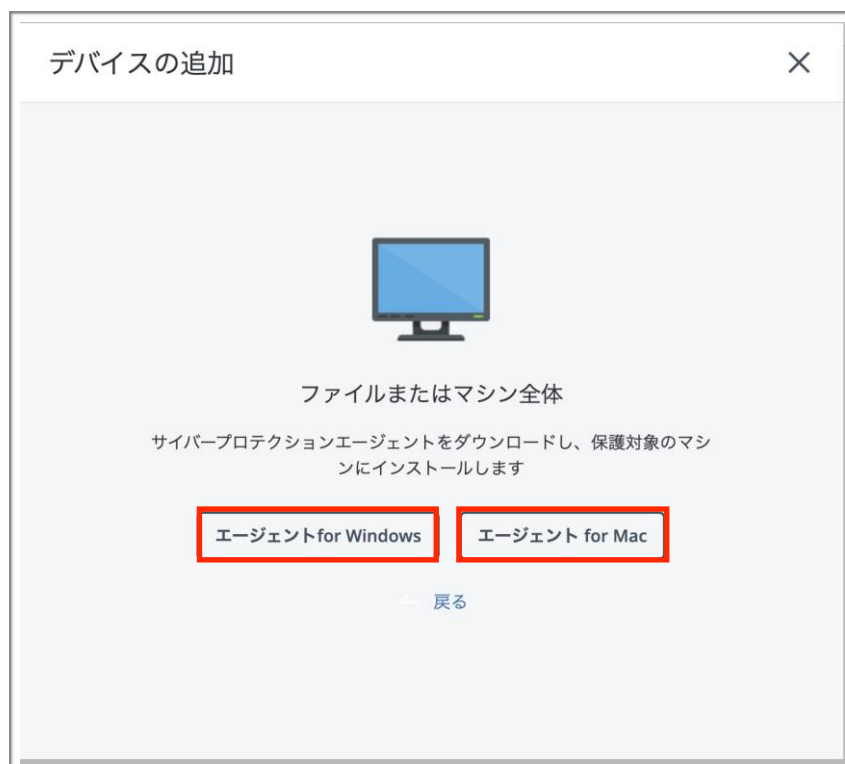 デバイスの追加
ファイルまたはマシン全体
サイバープロテクションエージェントをダウンロードし、保護対象のマシ
ンにインストールします
エージェントfor Windows
エージェント for Mac
← 戻る